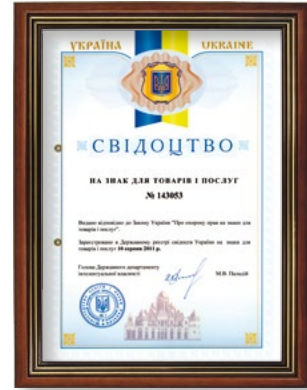 УКРАЇНА UKRAINE
СВІДОЦТВО
НА ЗНАК ДЛЯ ТОВАРІВ І ПОСЛУГ
№ 143053
Видано відповідно до Закону України "Про охорону прав на знаки для
товарів і послуг".
Зареєстровано в Державному реєстрі свідоцтв України на знаки для
товарів і послуг 10 серпня 2011 р.
Голова Державного департаменту
інтелектуальної власності М.В. Паладій